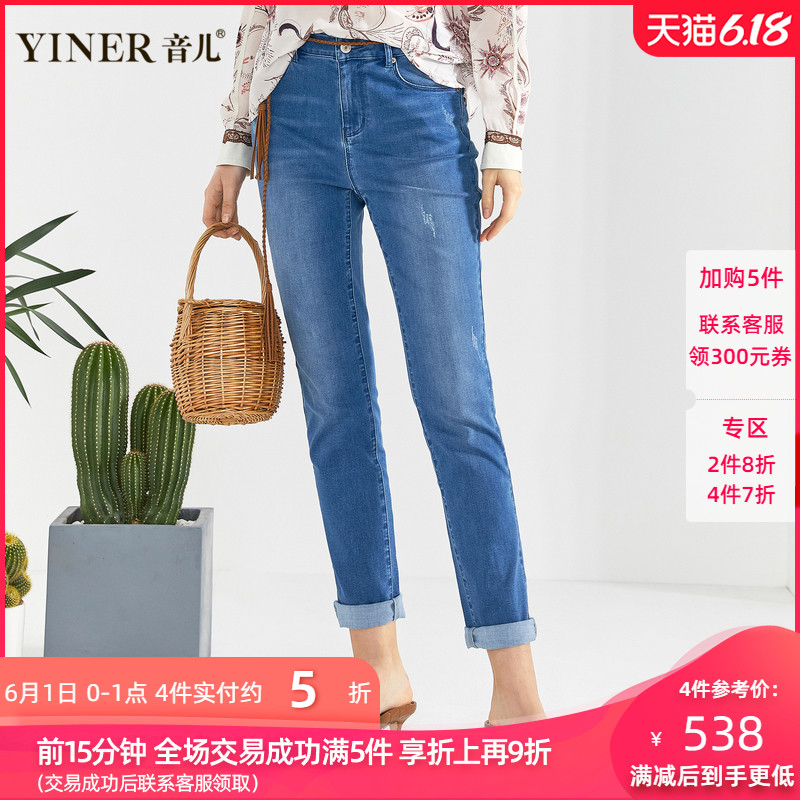 YINER 音儿®
天猫6.18
加购5件
联系客服
领300元券
专区
2件8折
4件7折
6月1日 0-1点 4件实付约 5 折
4件参考价:
¥ 538
满减后到手更低
前15分钟 全场交易成功满5件 享折上再9折
(交易成功后联系客服领取)